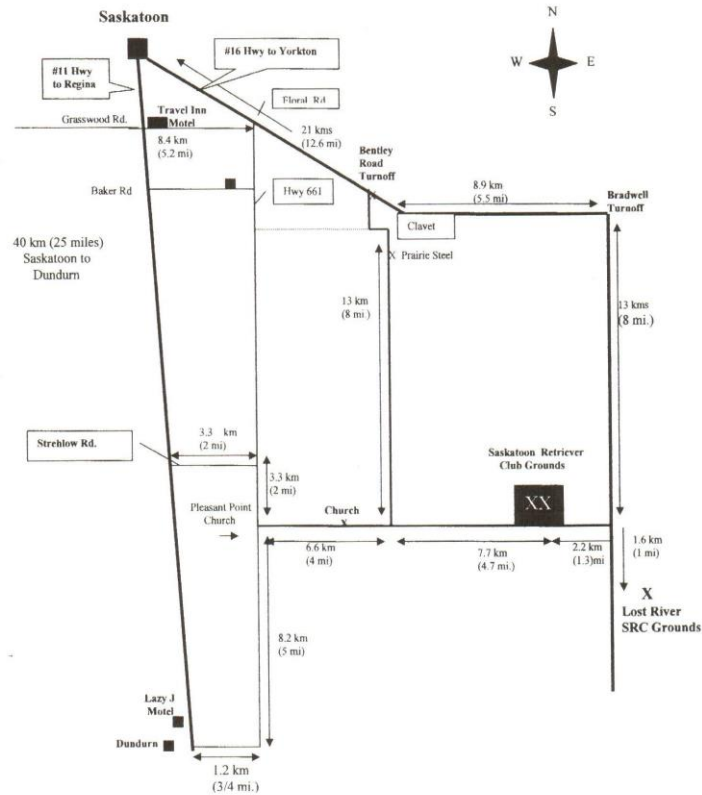 Saskatoon
N
#16 Hwy to Yorkton
#11 Hwy
to Regina
W
E
S
Floral Rd
Travel Inn
Motel
Grasswood Rd.
21 kms
(12.6 mi)
8.4 km
(5.2 mi)
Bentley
Road
Turnoff
8.9 km
(5.5 mi)
Bradwell
Turnoff
Baker Rd
Hwy 661
X
Clavet
40 km (25 miles)
Saskatoon to
Dundurn
X Prairie Steel
13 km
(8 mi.)
13 kms
(8 mi.)
3.3 km
(2 mi)
Strehlow Rd.
Saskatoon Retriever
Club Grounds
3.3 km
(2 mi)
XX
Pleasant Point
Church
Church
x
6.6 km
(4 mi)
7.7 km
(4.7 mi.)
2.2 km
(1.3)mi
1.6 km
(1 mi)
X
Lost River
SRC Grounds
8.2 km
(5 mi)
Lazy J
Motel
Dundurn
1.2 km
(3/4 mi.)